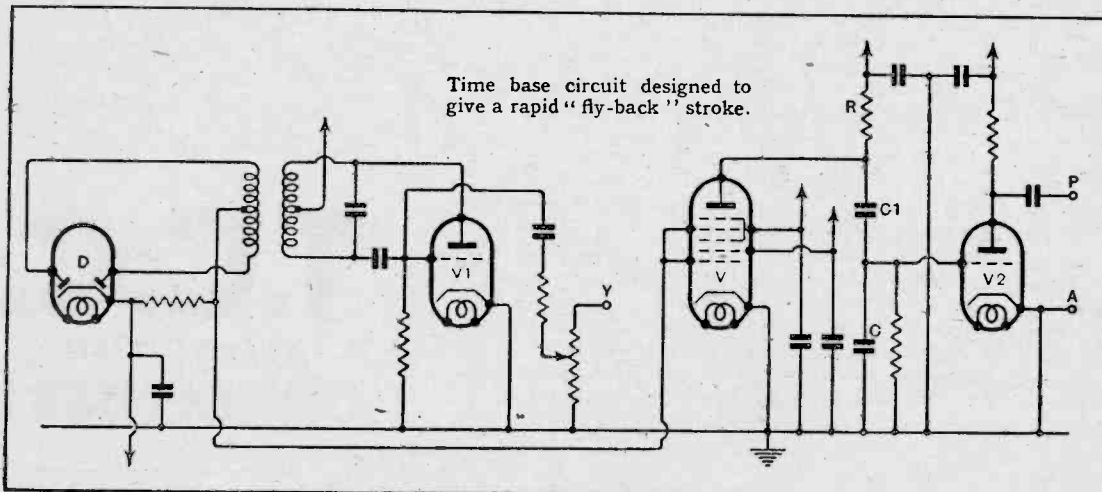 Time base circuit designed to
give a rapid “fly-back” stroke.
R
P
C1
D
V1
V
V2
Y
A
C